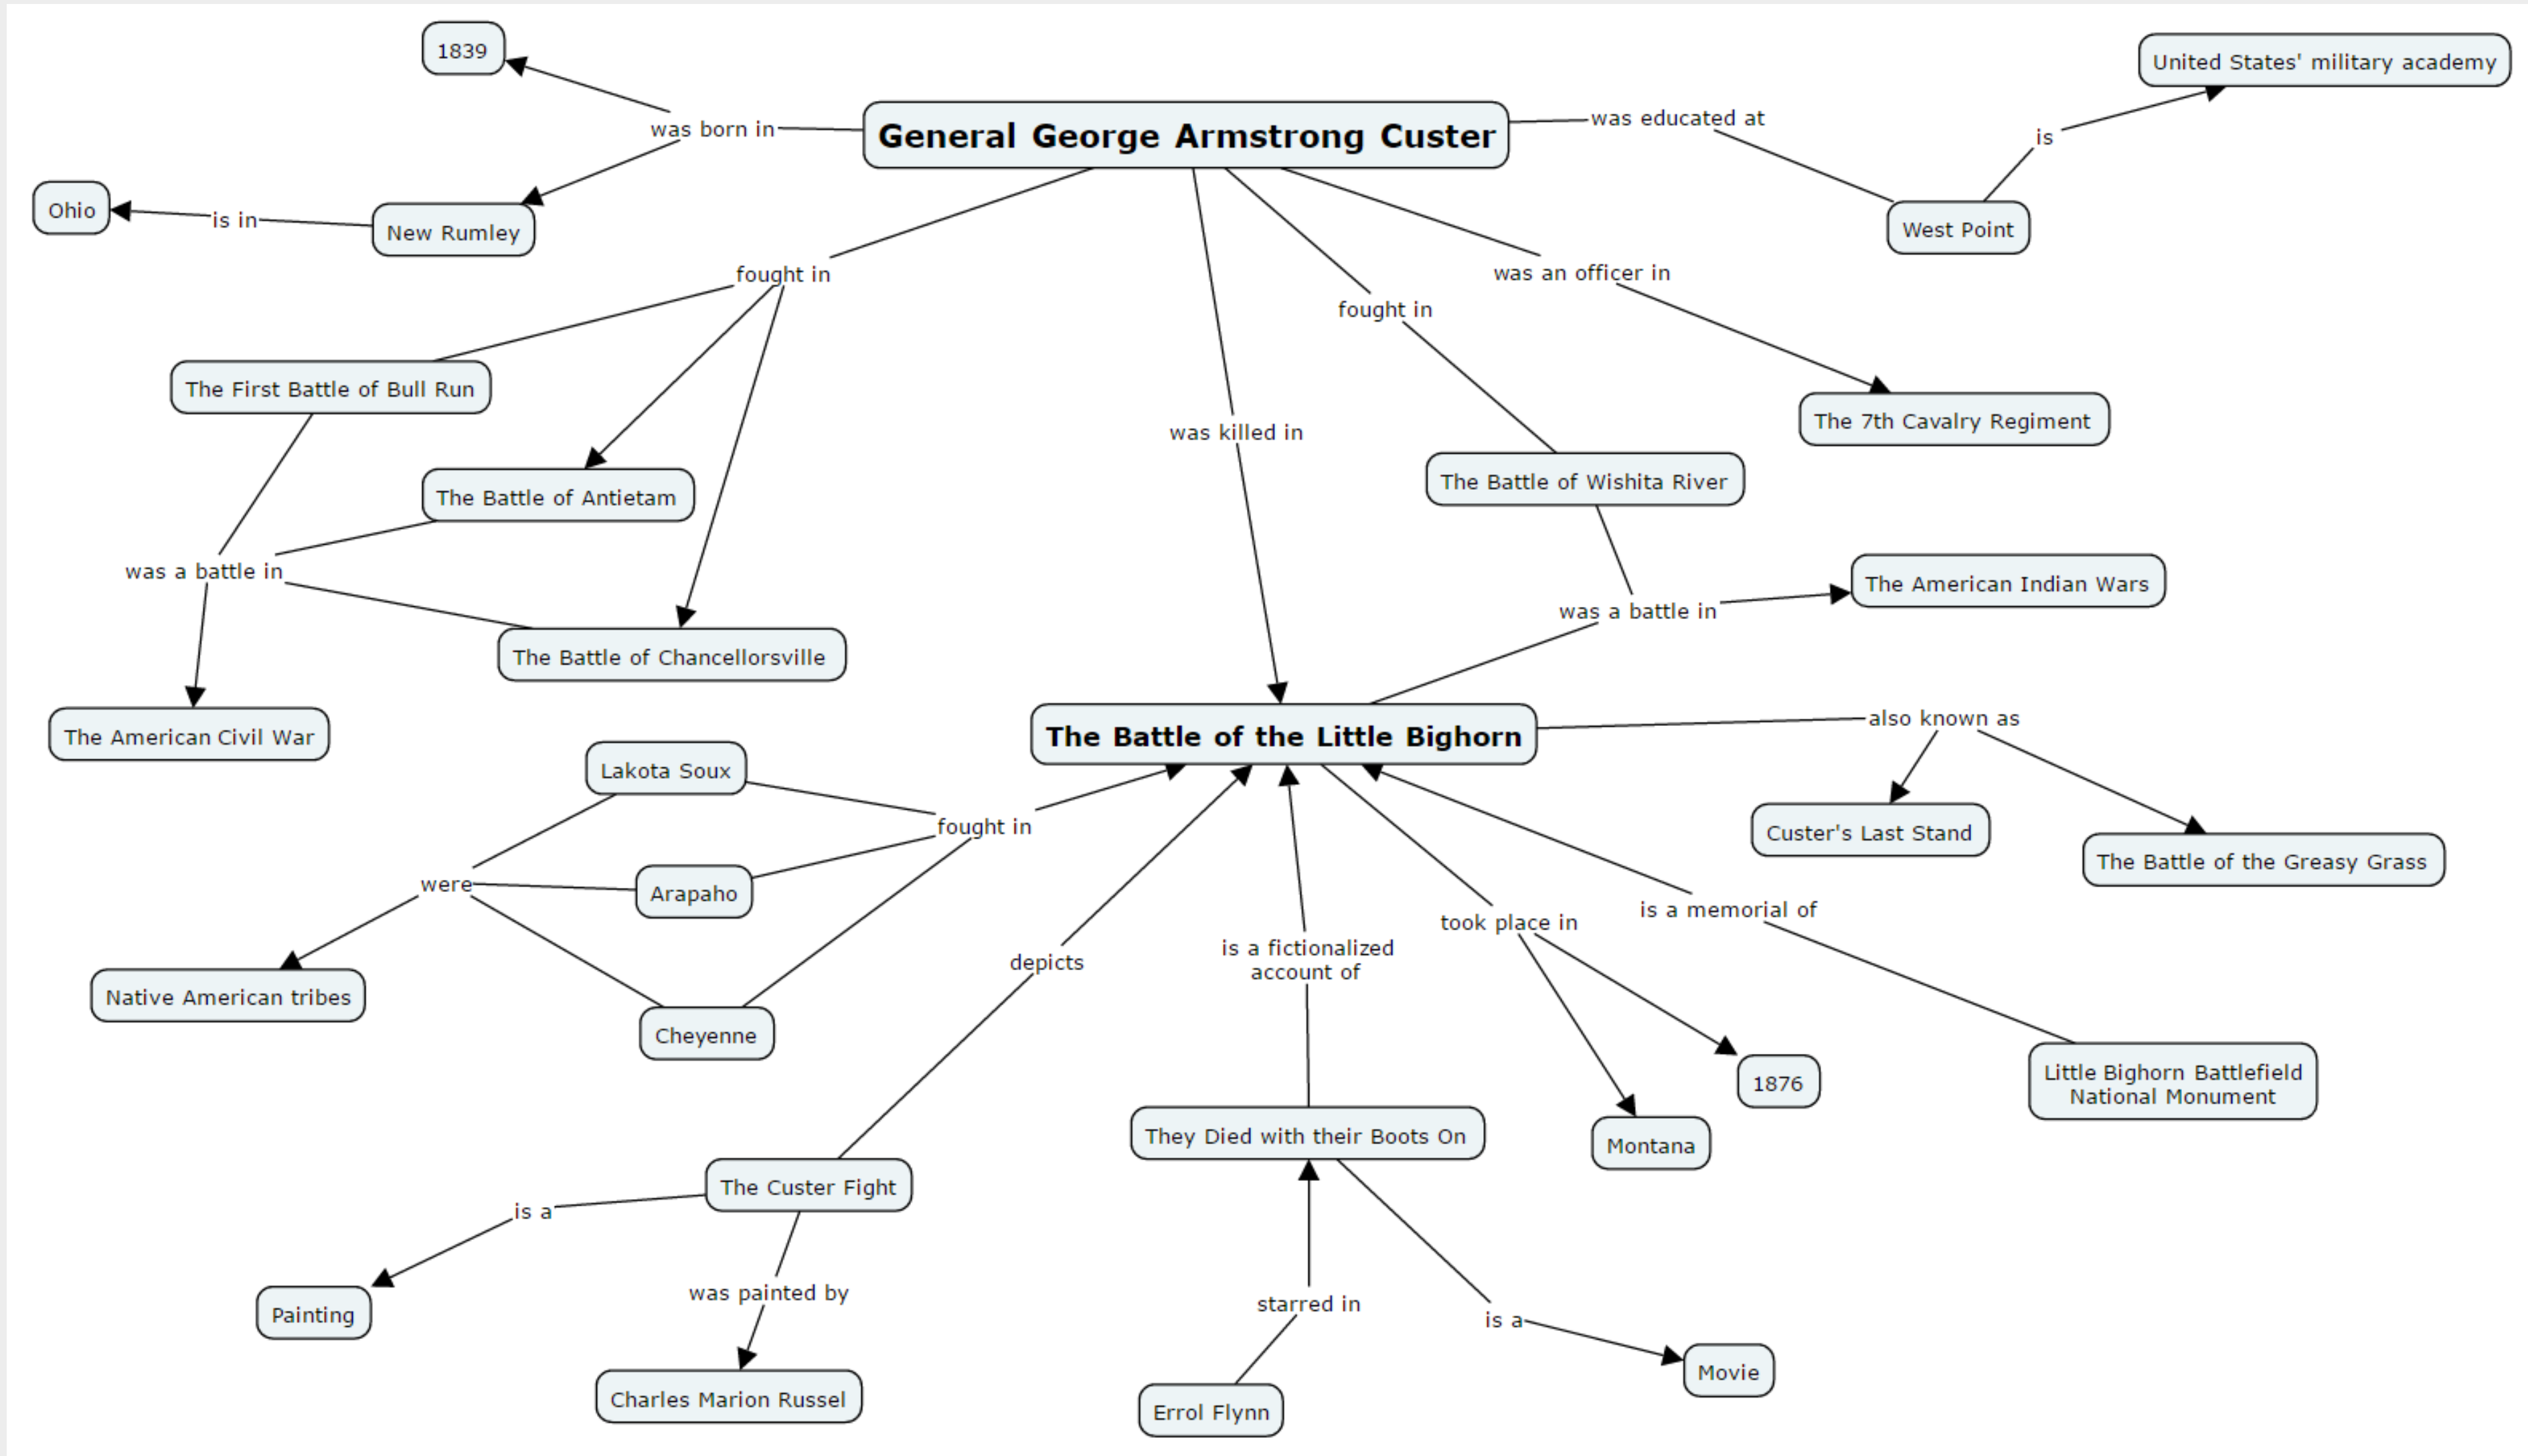 1839
United States' military academy
was born in
General George Armstrong Custer
was educated at
is
Ohio
is in
New Rumley
West Point
fought in
was an officer in
fought in
The First Battle of Bull Run
The 7th Cavalry Regiment
was killed in
The Battle of Antietam
The Battle of Wishita River
was a battle in
The American Indian Wars
was a battle in
The Battle of Chancellorsville
The American Civil War
The Battle of the Little Bighorn
also known as
Lakota Soux
fought in
Custer's Last Stand
The Battle of the Greasy Grass
were
Arapaho
took place in
is a memorial of
depicts
is a fictionalized
account of
Native American tribes
Cheyenne
1876
Little Bighorn Battlefield
National Monument
They Died with their Boots On
Montana
The Custer Fight
is a
Painting
was painted by
starred in
is a
Movie
Charles Marion Russel
Errol Flynn